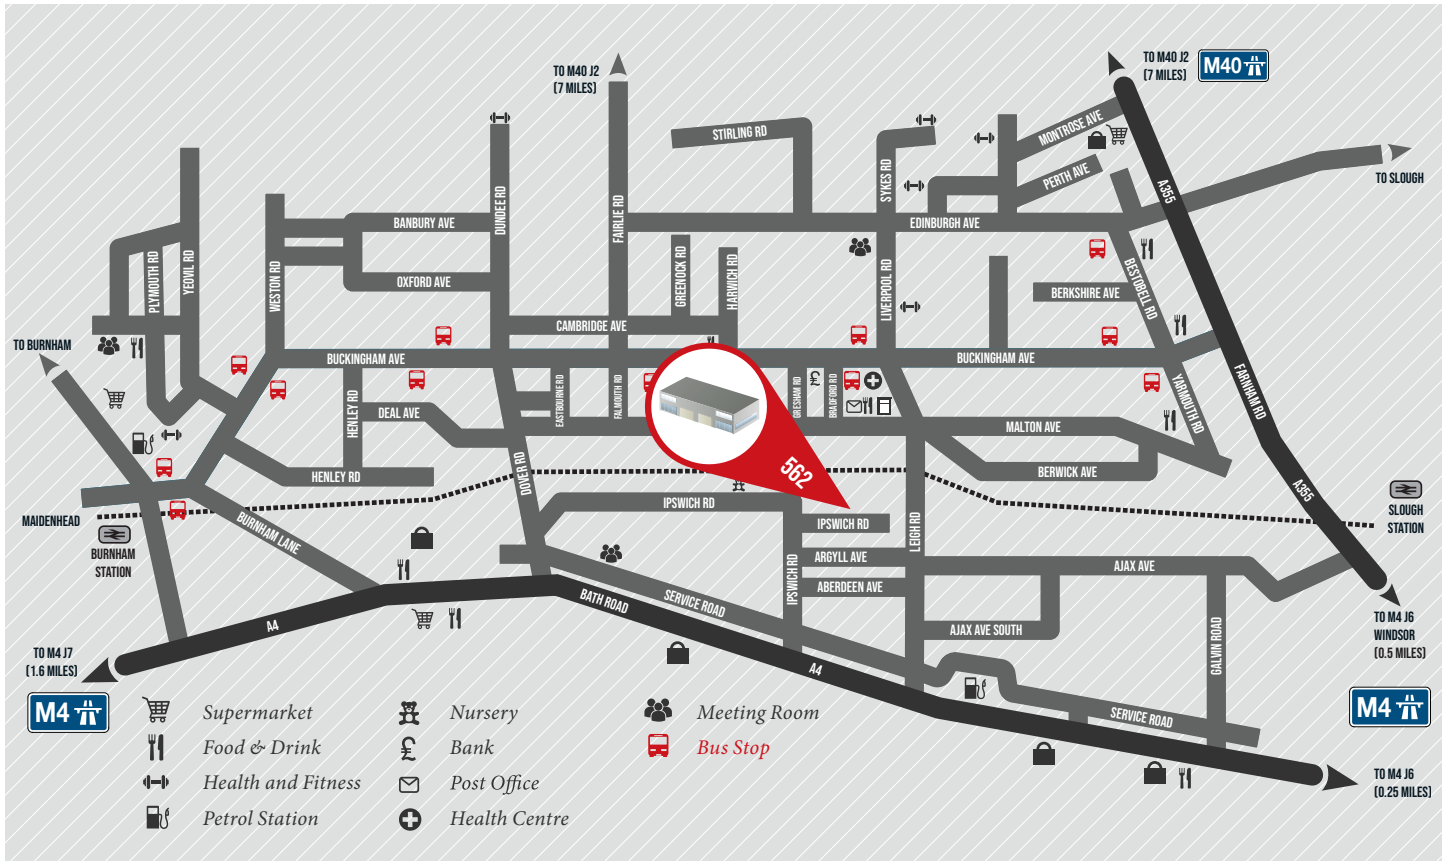 TO M40 J2
(7 MILES)
TO M40 J2
(7 MILES)
M40
TO SLOUGH
STIRLING RD
MONTROSE AVE
PERTH AVE
SYKES RD
A355
DUNDEE RD
FAIRLIE RD
BANBURY AVE
EDINBURGH AVE
PLYMOUTH RD
YEOVIL RD
WESTON RD
OXFORD AVE
GREENOCK RD
HARWICH RD
LIVERPOOL RD
BERKSHIRE AVE
BESTOBELL RD
CAMBRIDGE AVE
TO BURNHAM
BUCKINGHAM AVE
BUCKINGHAM AVE
HENLEY RD
DEAL AVE
EASTBOURNE RD
FALMOUTH RD
GRESHAM RD
BRADFORD RD
YARMOUTH RD
FARNHAM RD
MALTON AVE
BERWICK AVE
HENLEY RD
DOVER RD
562
A355
MAIDENHEAD
BURNHAM
STATION
BURNHAM LANE
IPSWICH RD
IPSWICH RD
LEIGH RD
SLOUGH
STATION
ARGYLL AVE
ABERDEEN AVE
IPSWICH RD
AJAX AVE
AJAX AVE SOUTH
GALVIN ROAD
BATH ROAD
SERVICE ROAD
A4
A4
SERVICE ROAD
TO M4 J7
(1.6 MILES)
M4
TO M4 J6
WINDSOR
(0.5 MILES)
M4
TO M4 J6
(0.25 MILES)
Supermarket
Food & Drink
Health and Fitness
Petrol Station
Nursery
Bank
Post Office
Health Centre
Meeting Room
Bus Stop